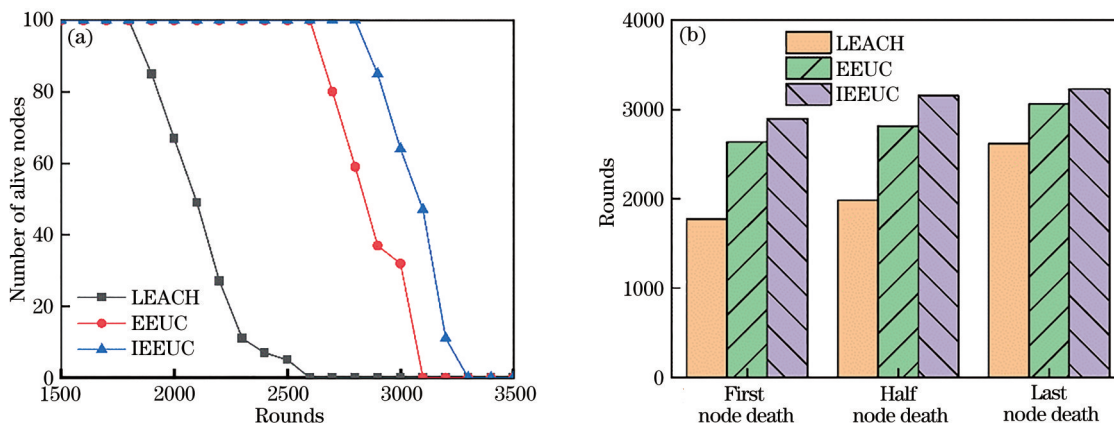 (a)
Number of alive nodes
100
80
60
40
20
0
LEACH
EEUC
IEEUC
1500
2000
2500
3000
3500
Rounds
(b)
Rounds
4000
3000
2000
1000
0
LEACH
EEUC
IEEUC
First
node death
Half
node death
Last
node death